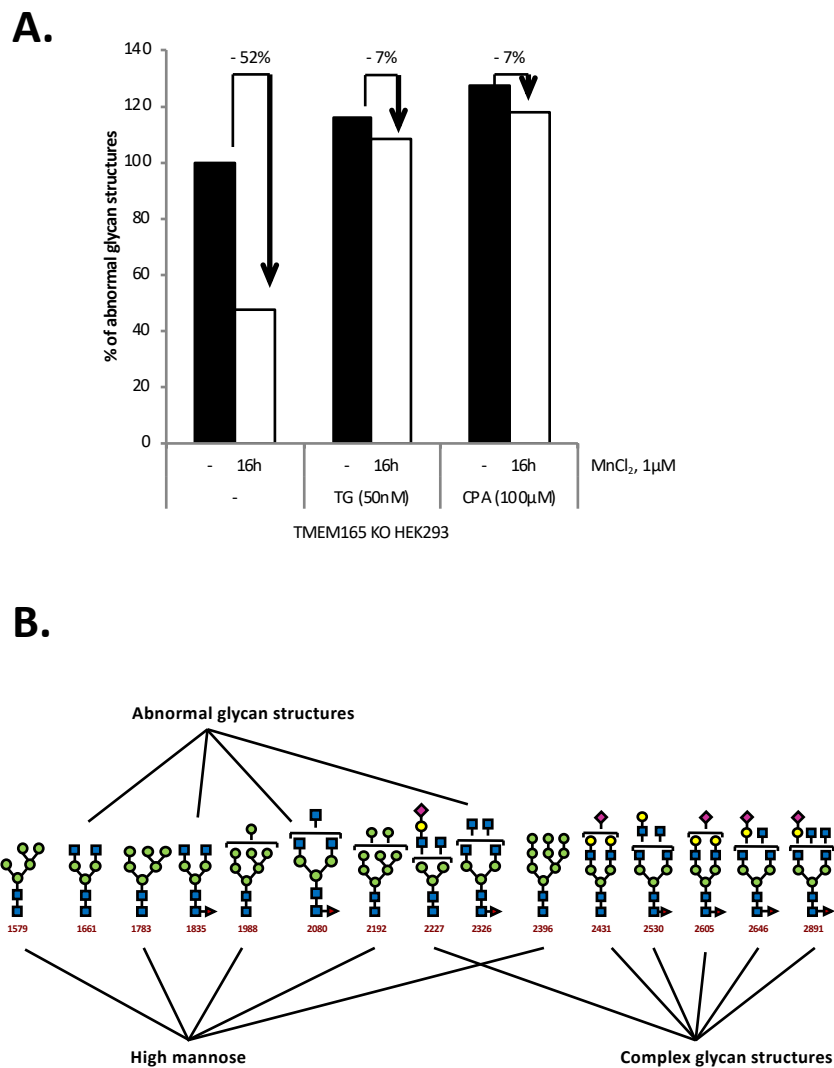 A.
- 52%
- 7%
- 7%
140
120
100
80
60
40
20
0
% of abnormal glycan structures
- 16h - 16h - 16h MnCl₂, 1µM
- TG (50nM) CPA (100µM)
TMEM165 KO HEK293
B.
Abnormal glycan structures
1579 1661 1783 1835 1988 2080 2192 2227 2326 2396 2431 2530 2605 2646 2891
High mannose Complex glycan structures